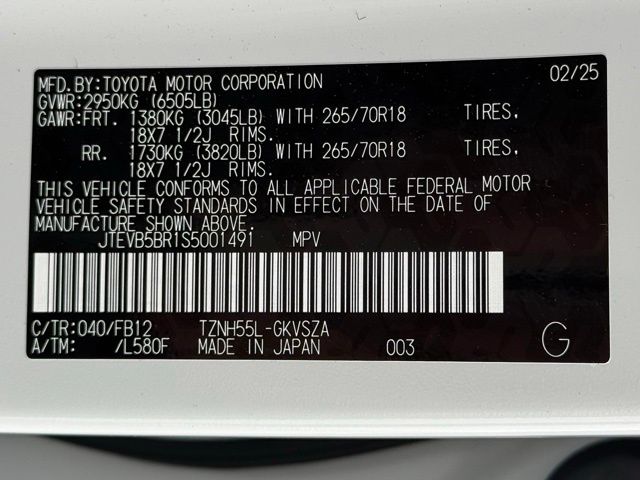 MFD.BY:TOYOTA MOTOR CORPORATION 02/25
GVWR:2950KG (6505LB)
GAWR:FRT. 1380KG (3045LB) WITH 265/70R18 TIRES,
18X7 1/2J RIMS.
RR. 1730KG (3820LB) WITH 265/70R18 TIRES,
18X7 1/2J RIMS.
THIS VEHICLE CONFORMS TO ALL APPLICABLE FEDERAL MOTOR
VEHICLE SAFETY STANDARDS IN EFFECT ON THE DATE OF
MANUFACTURE SHOWN ABOVE.
JTEVB5BR1S5001491 MPV
C/TR:040/FB12 TZNH55L-GKVSZA
A/TM: /L580F MADE IN JAPAN 003 G